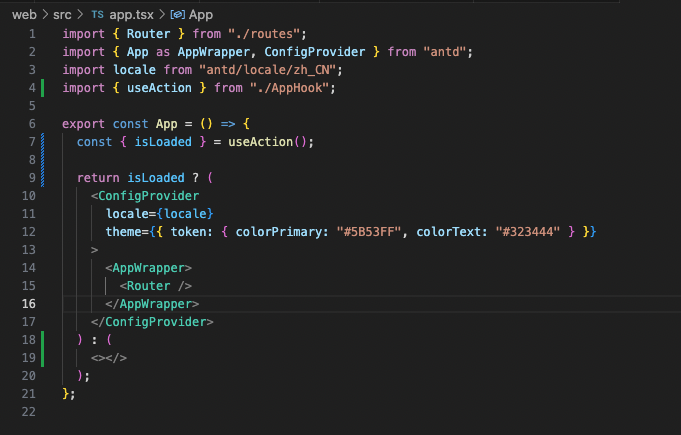 web > src > TS app.tsx > App
1 import { Router } from "./routes";
2 import { App as AppWrapper, ConfigProvider } from "antd";
3 import locale from "antd/locale/zh_CN";
4 import { useAction } from "./AppHook";
5
6 export const App = () => {
7 const { isLoaded } = useAction();
8
9 return isLoaded ? (
10 <ConfigProvider
11 locale={locale}
12 theme={{ token: { colorPrimary: "#5B53FF", colorText: "#323444" } }}
13 >
14 <AppWrapper>
15 <Router />
16 </AppWrapper>
17 </ConfigProvider>
18 ) : (
19 <></>
20 );
21 };
22